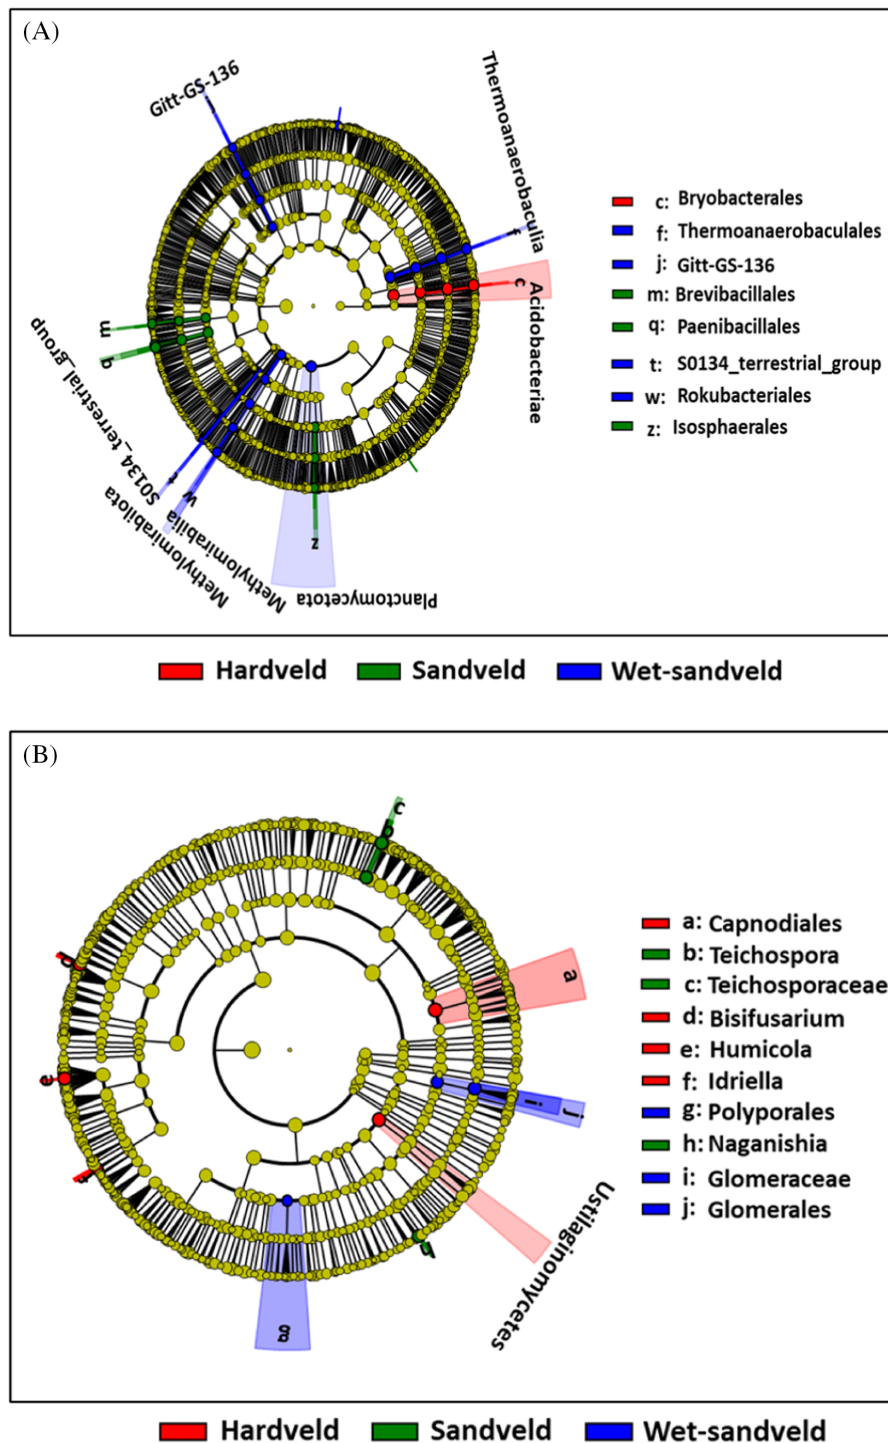 (A)
Gitt-GS-136
j
Thermoanaerobaculia
f
c
Acidobacteriae
m
q
S0134_terrestrial_group
t
w
Methylomirabilota
Methylomirabilia
z
Planctomycetota
c: Bryobacterales
f: Thermoanaerobaculales
j: Gitt-GS-136
m: Brevibacillales
q: Paenibacillales
t: S0134_terrestrial_group
w: Rokubacteriales
z: Isosphaerales
Hardveld Sandveld Wet-sandveld
(B)
c
b
a
d
e
f
i
j
Ustilaginomycetes
h
g
a: Capnodiales
b: Teichospora
c: Teichosporaceae
d: Bisifusarium
e: Humicola
f: Idriella
g: Polyporales
h: Naganishia
i: Glomeraceae
j: Glomerales
Hardveld Sandveld Wet-sandveld